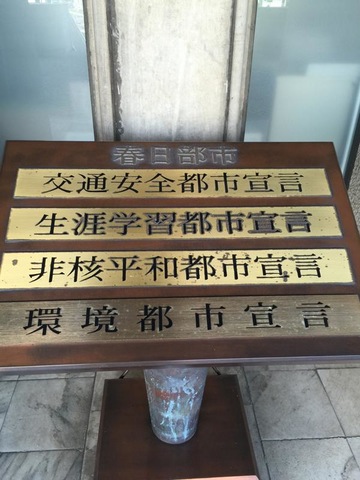 春日部市
交通安全都市宣言
生涯学習都市宣言
非核平和都市宣言
環境都市宣言